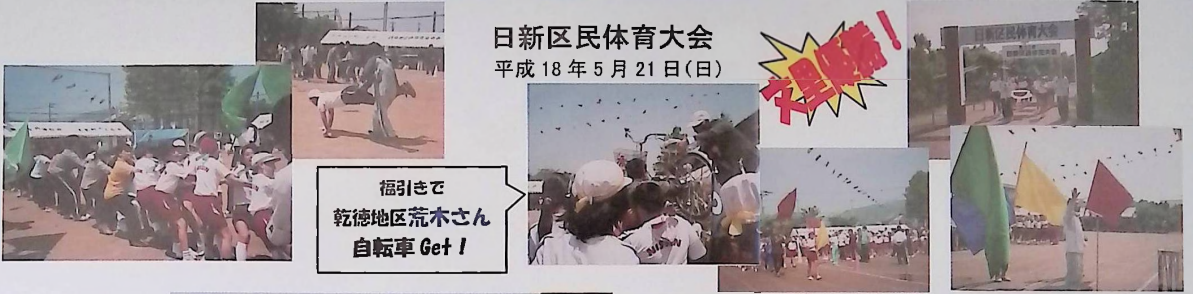 日新区民体育大会
平成18年5月21日(日)
文里優勝！
日新区民体育大会
福引きで
乾徳地区荒木さん
自転車Get！